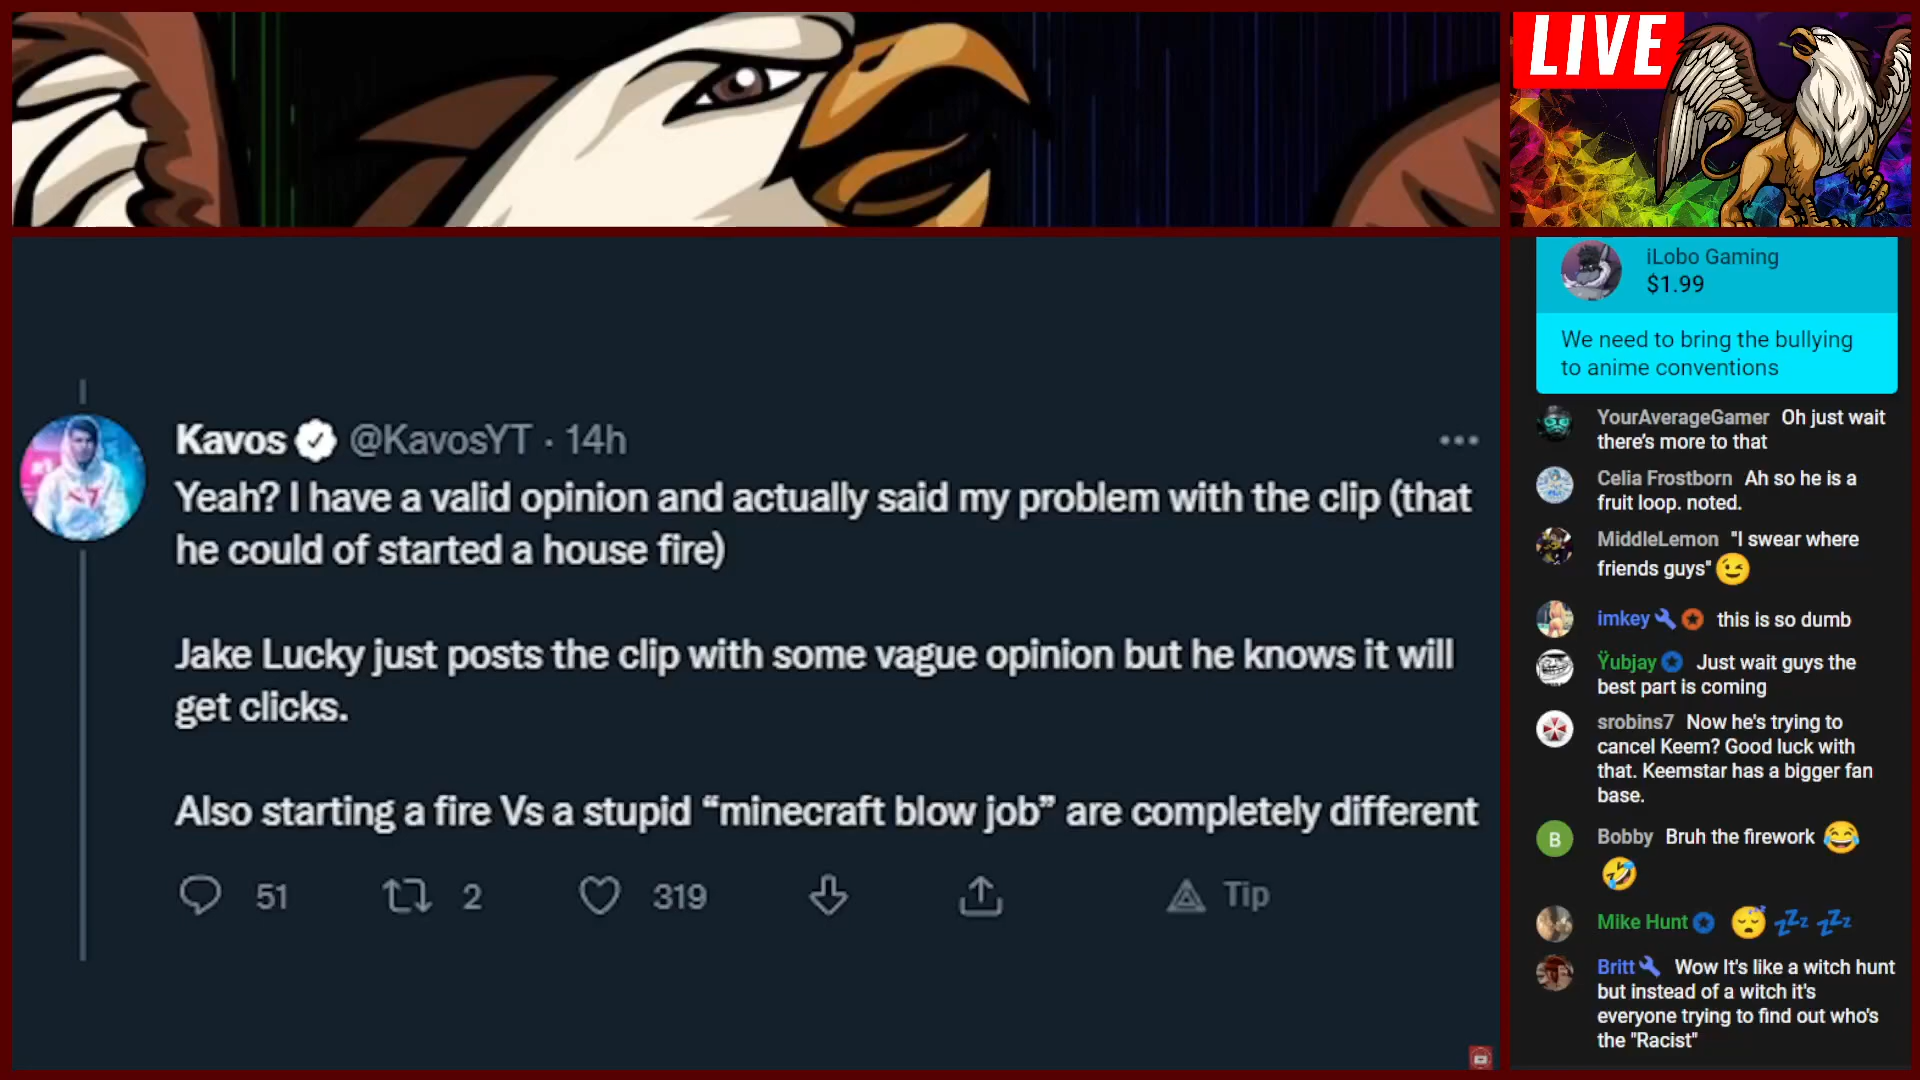 LIVE
Kavos @KavosYT · 14h
Yeah? I have a valid opinion and actually said my problem with the clip (that
he could of started a house fire)
Jake Lucky just posts the clip with some vague opinion but he knows it will
get clicks.
Also starting a fire Vs a stupid “minecraft blow job” are completely different
51 2 319 Tip
iLobo Gaming
$1.99
We need to bring the bullying
to anime conventions
YourAverageGamer Oh just wait
there's more to that
Celia Frostborn Ah so he is a
fruit loop. noted.
MiddleLemon "I swear where
friends guys" 😉
imkey this is so dumb
Ÿubjay Just wait guys the
best part is coming
srobins7 Now he's trying to
cancel Keem? Good luck with
that. Keemstar has a bigger fan
base.
B
Bobby Bruh the firework 😂
🤣
Mike Hunt 😴 💤 💤
Britt Wow It's like a witch hunt
but instead of a witch it's
everyone trying to find out who's
the "Racist"